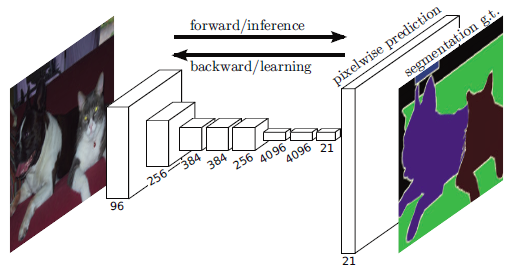 forward/inference
backward/learning
pixelwise prediction
segmentation g.t.
96
256
384
384
256
4096
4096
21
21